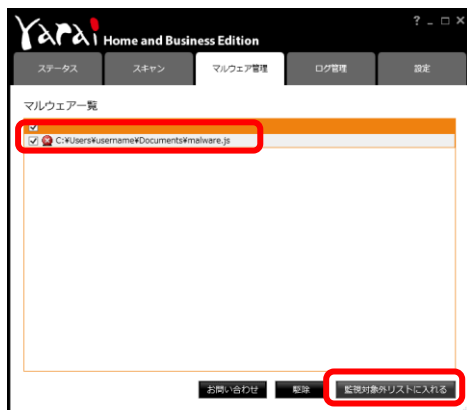 ? _ □ ×
Yarai Home and Business Edition
ステータス スキャン マルウェア管理 ログ管理 設定
マルウェア一覧
C:¥Users¥username¥Documents¥malware.js
お問い合わせ 駆除 監視対象外リストに入れる